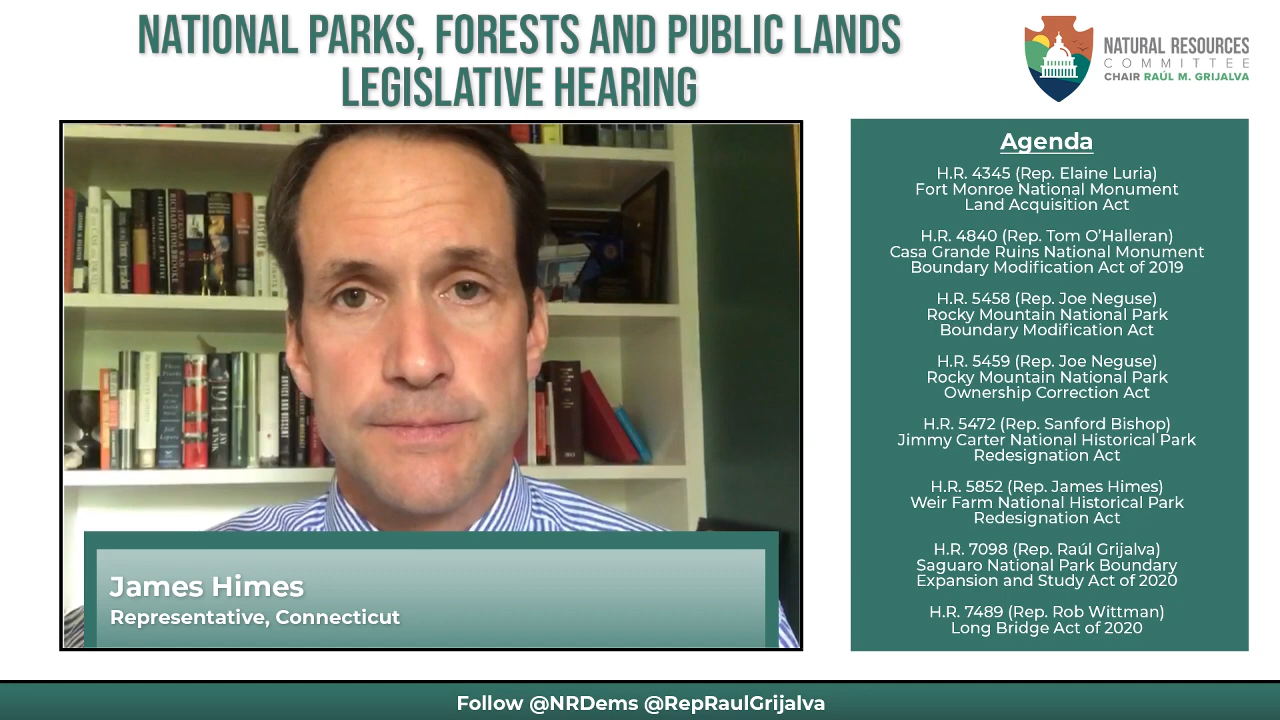 NATIONAL PARKS, FORESTS AND PUBLIC LANDS
LEGISLATIVE HEARING
NATURAL RESOURCES
COMMITTEE
CHAIR RAÚL M. GRIJALVA
Agenda
H.R. 4345 (Rep. Elaine Luria)
Fort Monroe National Monument
Land Acquisition Act
H.R. 4840 (Rep. Tom O'Halleran)
Casa Grande Ruins National Monument
Boundary Modification Act of 2019
H.R. 5458 (Rep. Joe Neguse)
Rocky Mountain National Park
Boundary Modification Act
H.R. 5459 (Rep. Joe Neguse)
Rocky Mountain National Park
Ownership Correction Act
H.R. 5472 (Rep. Sanford Bishop)
Jimmy Carter National Historical Park
Redesignation Act
H.R. 5852 (Rep. James Himes)
Weir Farm National Historical Park
Redesignation Act
H.R. 7098 (Rep. Raúl Grijalva)
Saguaro National Park Boundary
Expansion and Study Act of 2020
H.R. 7489 (Rep. Rob Wittman)
Long Bridge Act of 2020
RICHARD HOLBROOKE
1944
WINIK
James Himes
Representative, Connecticut
Follow @NRDems @RepRaulGrijalva